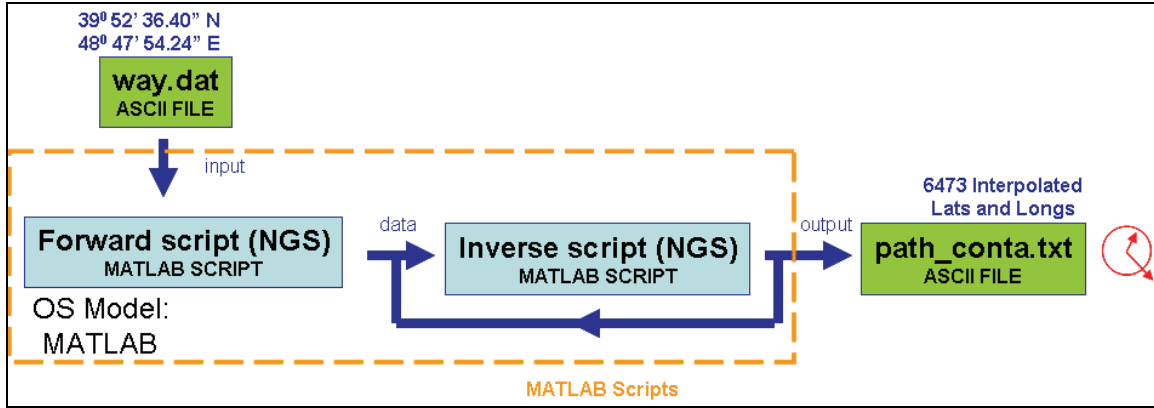 39⁰ 52’ 36.40” N
48⁰ 47’ 54.24” E
way.dat
ASCII FILE
input
Forward script (NGS)
MATLAB SCRIPT
OS Model:
MATLAB
data
Inverse script (NGS)
MATLAB SCRIPT
output
6473 Interpolated
Lats and Longs
path_conta.txt
ASCII FILE
MATLAB Scripts